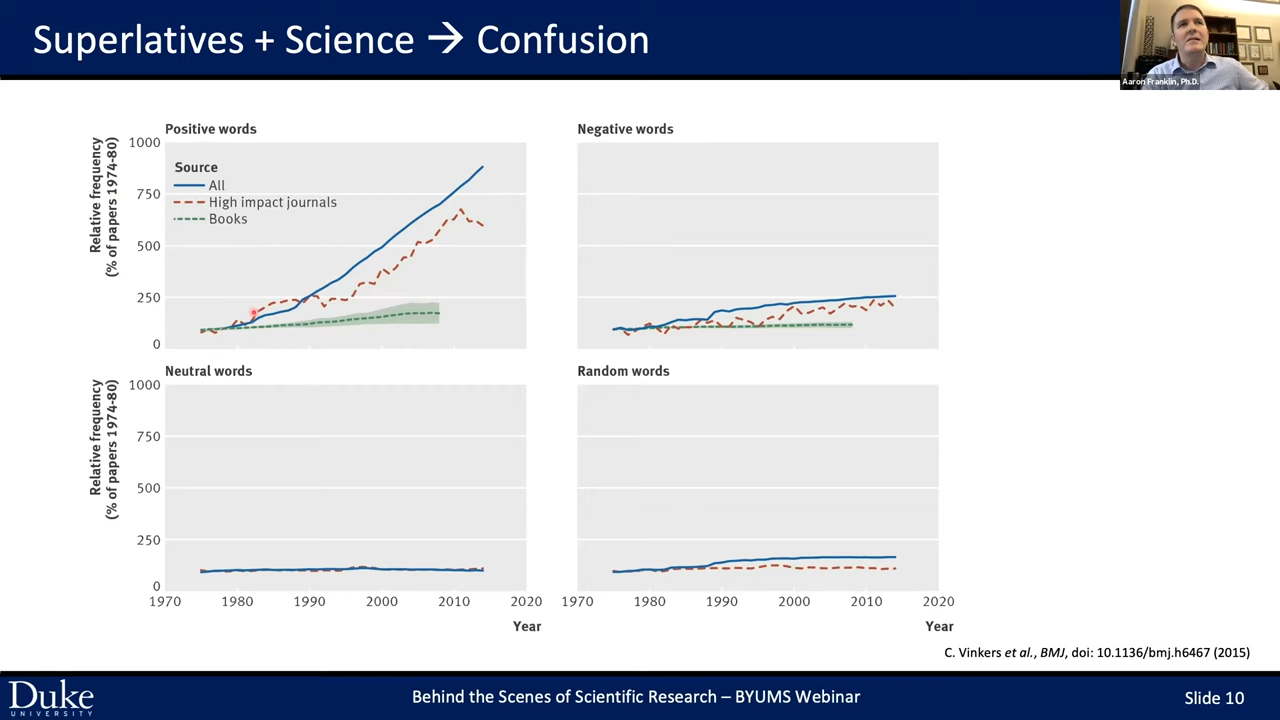 Superlatives + Science → Confusion
Aaron Franklin, Ph.D.
Positive words
Relative frequency
(% of papers 1974-80)
1000
750
500
250
0
Source
All
High impact journals
Books
Negative words
Neutral words
Relative frequency
(% of papers 1974-80)
1000
750
500
250
0
1970 1980 1990 2000 2010 2020
Year
Random words
1970 1980 1990 2000 2010 2020
Year
C. Vinkers et al., BMJ, doi: 10.1136/bmj.h6467 (2015)
Duke
UNIVERSITY
Behind the Scenes of Scientific Research – BYUMS Webinar
Slide 10